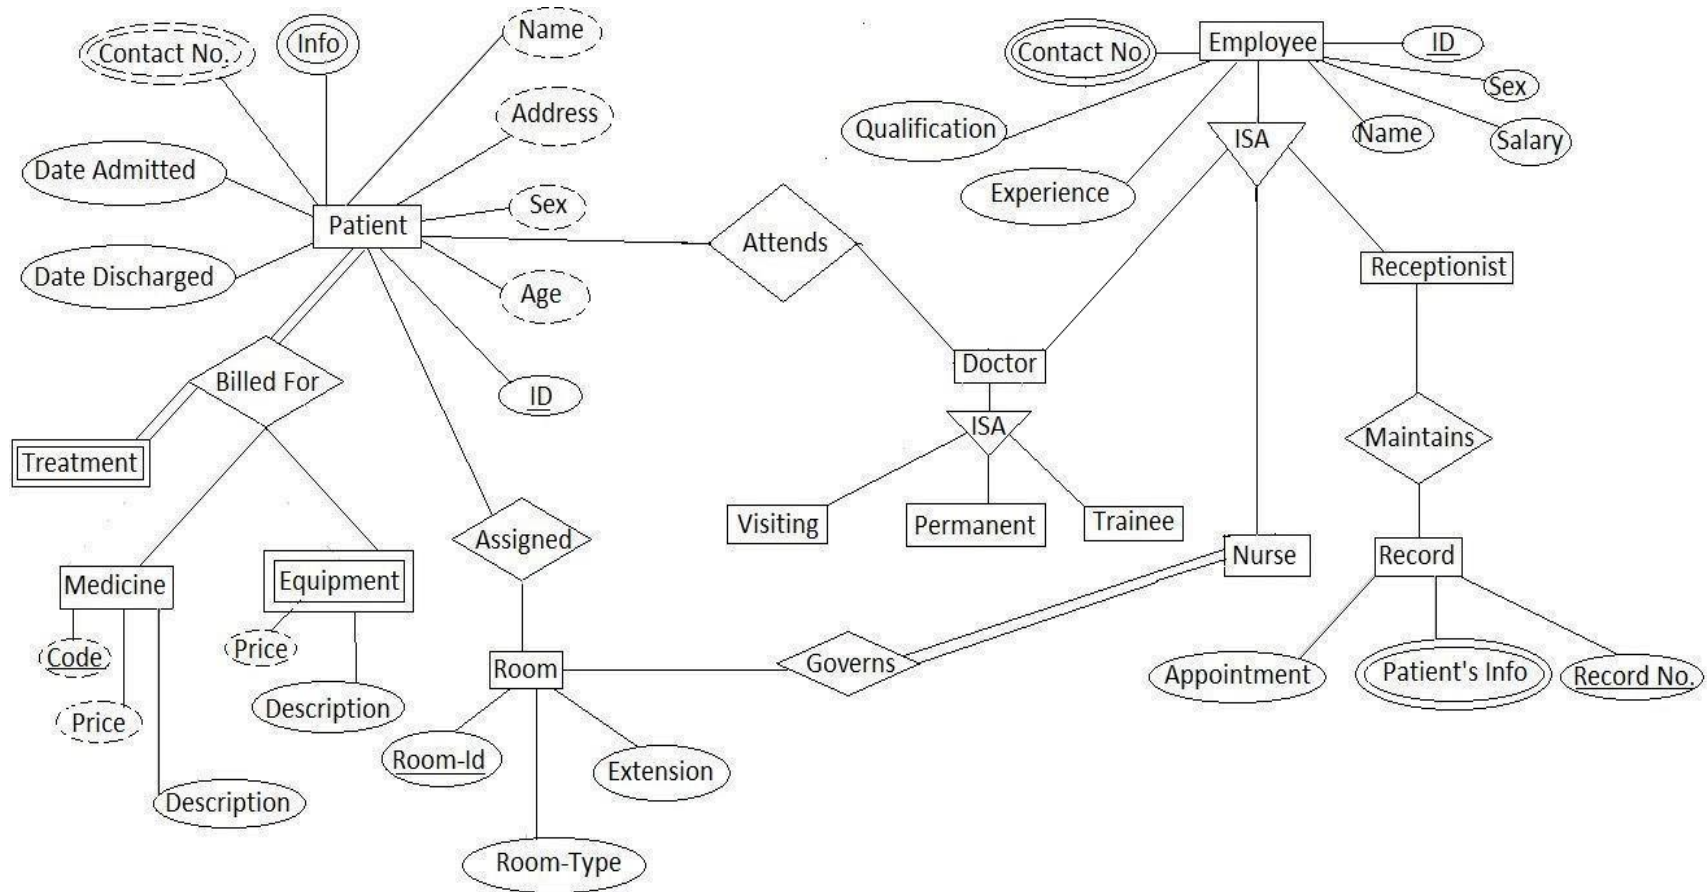 Name
Info
Contact No.
Employee
ID
Contact No.
Sex
Address
Qualification
ISA
Name
Salary
Date Admitted
Experience
Sex
Patient
Attends
Receptionist
Date Discharged
Age
Doctor
Billed For
ID
ISA
Maintains
Treatment
Visiting
Permanent
Trainee
Assigned
Nurse
Record
Medicine
Equipment
Price
Code
Governs
Room
Appointment
Patient's Info
Record No.
Description
Price
Room-Id
Extension
Description
Room-Type